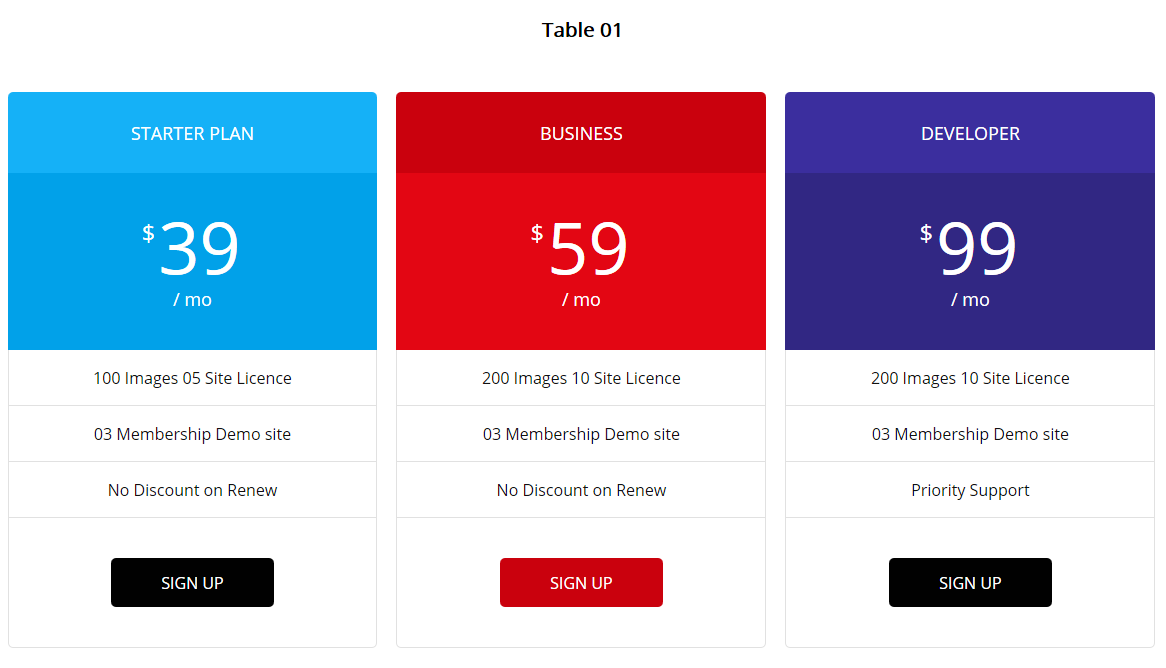 Table 01
STARTER PLAN
$39
/ mo
100 Images 05 Site Licence
03 Membership Demo site
No Discount on Renew
SIGN UP
BUSINESS
$59
/ mo
200 Images 10 Site Licence
03 Membership Demo site
No Discount on Renew
SIGN UP
DEVELOPER
$99
/ mo
200 Images 10 Site Licence
03 Membership Demo site
Priority Support
SIGN UP